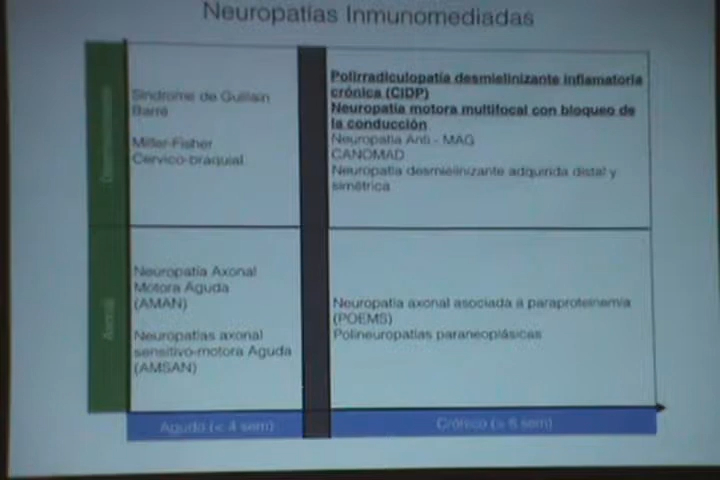 Neuropatías Inmunomediadas
Síndrome de Guillain
Barré
Miller-Fisher
Cervico-braquial
Polirradiculopatía desmielinizante inflamatoria
crónica (CIDP)
Neuropatía motora multifocal con bloqueo de
la conducción
Neuropatía Anti - MAG
CANOMAD
Neuropatía desmielinizante adquirida distal y
simétrica
Neuropatía Axonal
Motora Aguda
(AMAN)
Neuropatías axonal
sensitivo-motora Aguda
(AMSAN)
Neuropatía axonal asociada a paraproteinemia
(POEMS)
Polineuropatías paraneoplásicas
Axonal
Agudo (< 4 sem)
Crónico (> 8 sem)